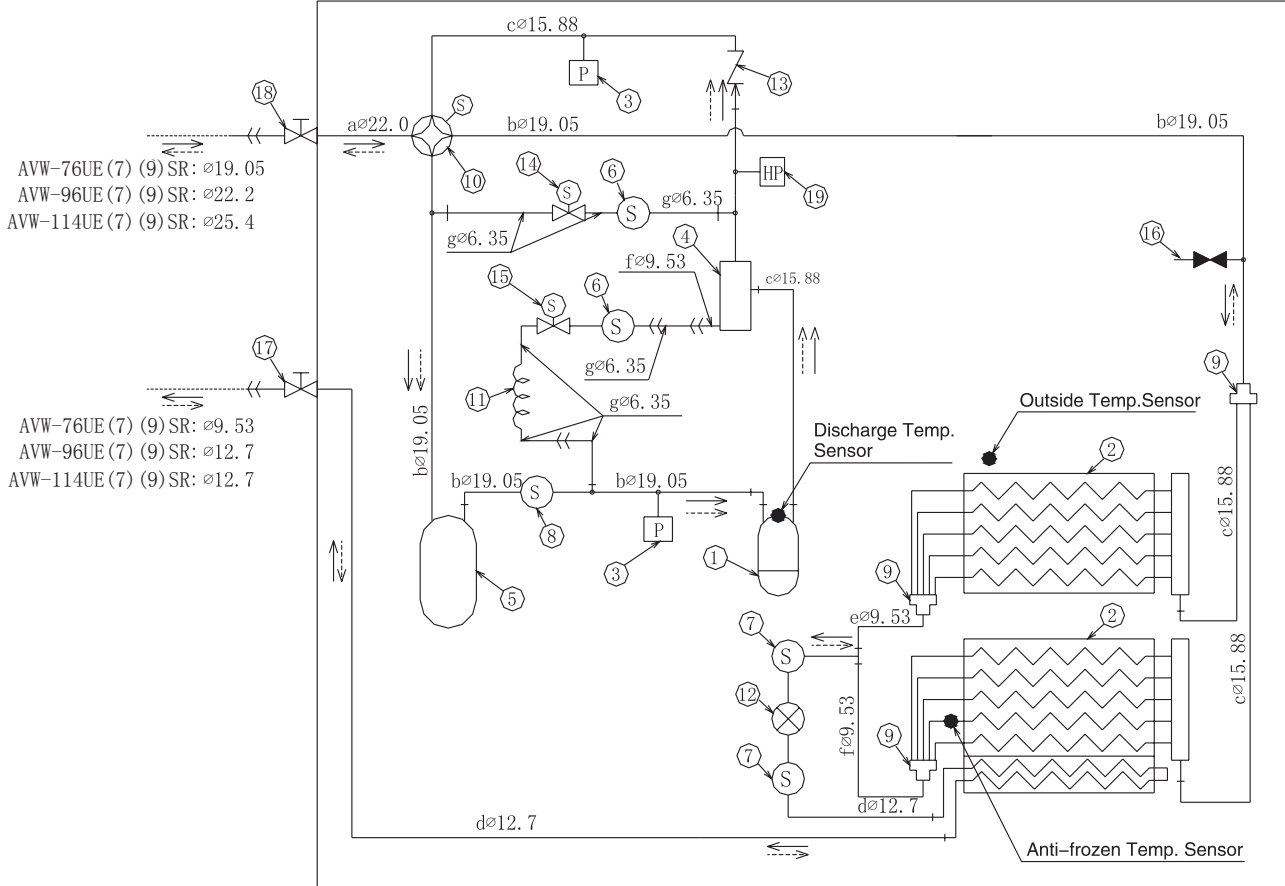 c⌀15.88
P
3
13
18
S
a⌀22.0
b⌀19.05
b⌀19.05
10
AVW-76UE(7)(9)SR:⌀19.05
AVW-96UE(7)(9)SR:⌀22.2
AVW-114UE(7)(9)SR:⌀25.4
14
S
6
S
HP
19
g⌀6.35
g⌀6.35
4
16
f⌀9.53
c⌀15.88
15
S
6
S
g⌀6.35
17
11
g⌀6.35
9
AVW-76UE(7)(9)SR:⌀9.53
AVW-96UE(7)(9)SR:⌀12.7
AVW-114UE(7)(9)SR:⌀12.7
b⌀19.05
Outside Temp.Sensor
Discharge Temp.
Sensor
2
b⌀19.05
S
8
b⌀19.05
P
3
1
5
c⌀15.88
9
e⌀9.53
7
S
2
12
f⌀9.53
c⌀15.88
9
7
S
d⌀12.7
d⌀12.7
Anti-frozen Temp. Sensor